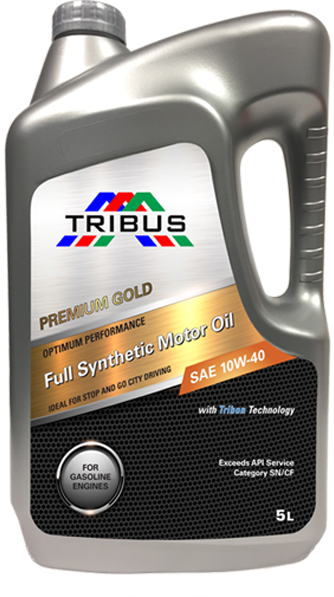 TRIBUS
PREMIUM GOLD
OPTIMUM PERFORMANCE
Full Synthetic Motor Oil
IDEAL FOR STOP AND GO CITY DRIVING
SAE 10W-40
with Tribon Technology
FOR
GASOLINE
ENGINES
Exceeds API Service
Category SN/CF
5L